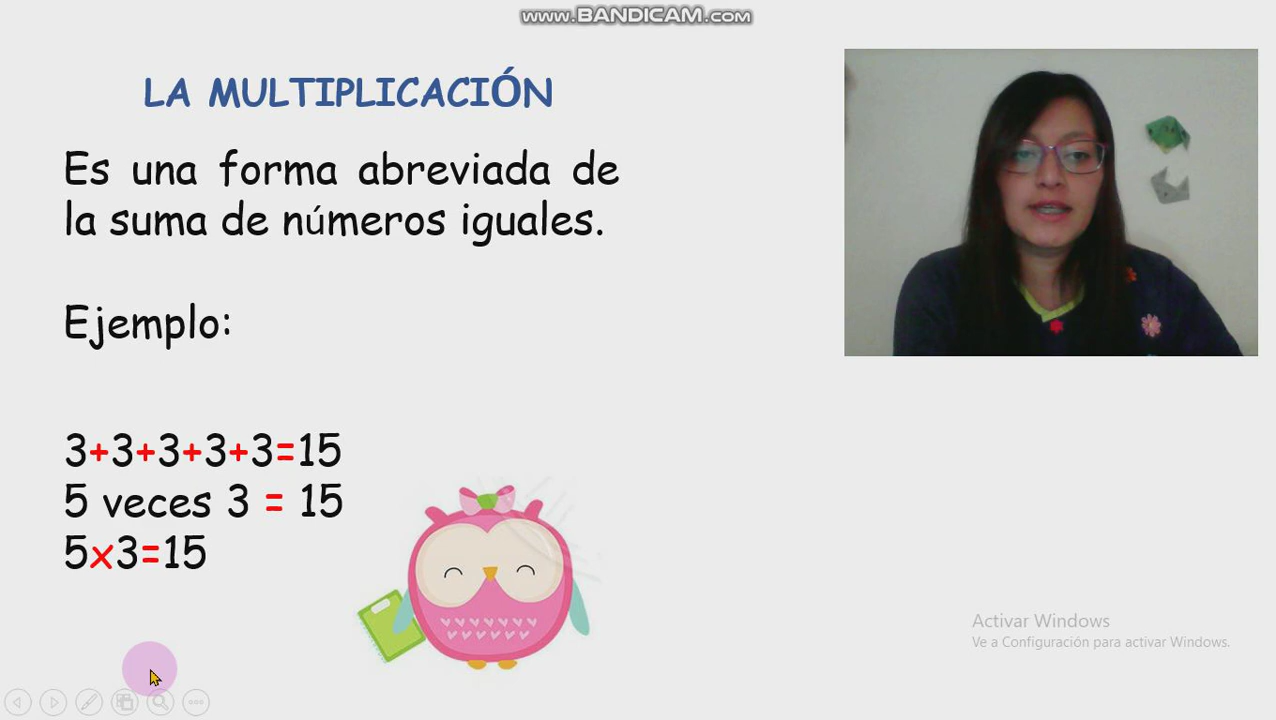 www.BANDICAM.com
LA MULTIPLICACIÓN
Es una forma abreviada de
la suma de números iguales.
Ejemplo:
3+3+3+3+3=15
5 veces 3 = 15
5x3=15
Activar Windows
Ve a Configuración para activar Windows.